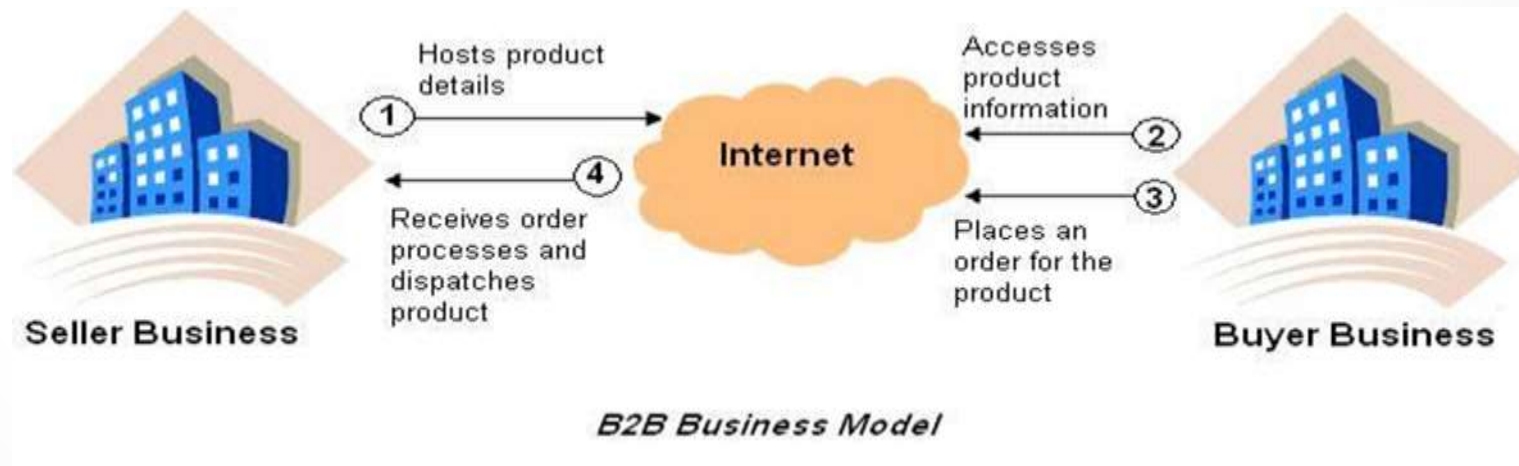 Hosts product
details
1
Accesses
product
information
2
Internet
4
3
Receives order
processes and
dispatches
product
Places an
order for the
product
Seller Business
Buyer Business
B2B Business Model